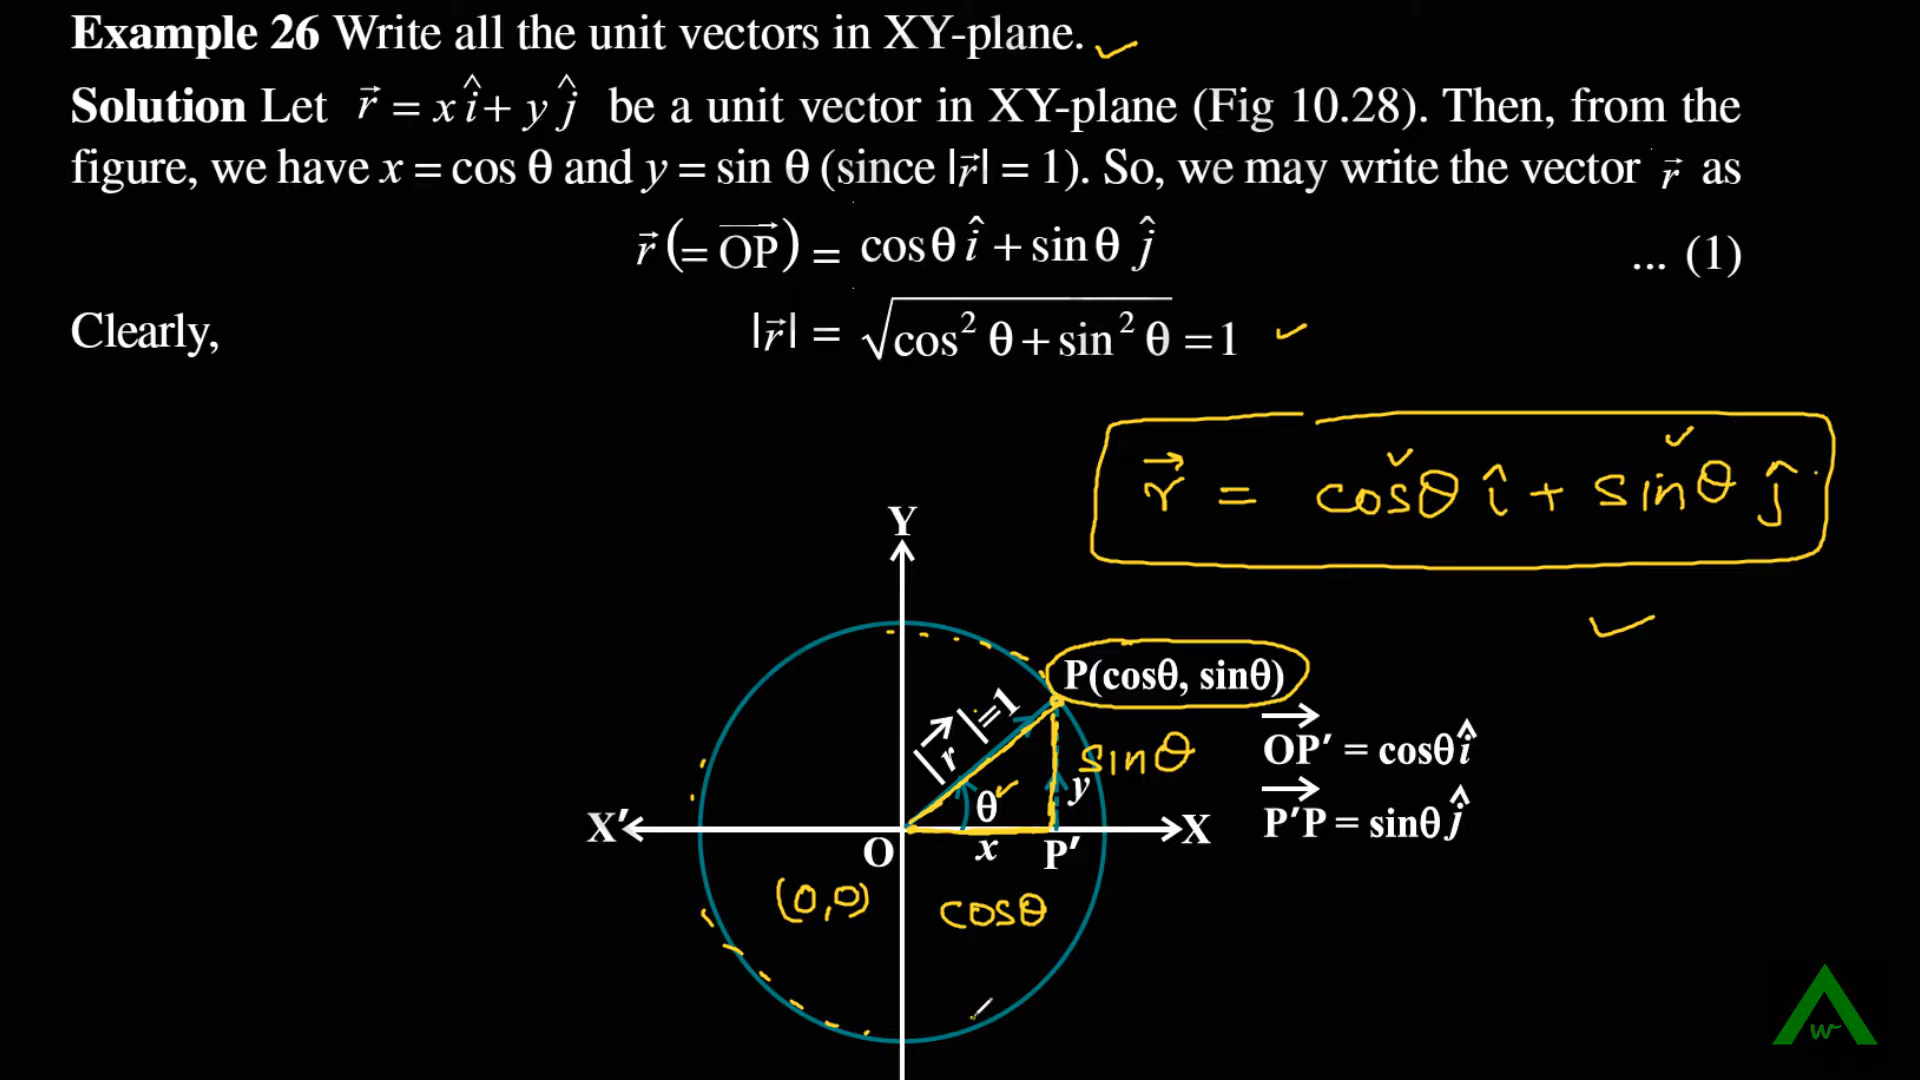 Example 26 Write all the unit vectors in XY-plane.
Solution Let r⃗ = x î + y ĵ be a unit vector in XY-plane (Fig 10.28). Then, from the
figure, we have x = cos θ and y = sin θ (since |r⃗| = 1). So, we may write the vector r⃗ as
r⃗ (= OP⃗) = cosθ î + sinθ ĵ ... (1)
Clearly, |r⃗| = √(cos² θ + sin² θ) = 1
r⃗ = cosθ î + sinθ ĵ
Y
P(cosθ, sinθ)
|r⃗|=1
OP′⃗ = cosθ î
sinθ
y
θ
P′P⃗ = sinθ ĵ
X′
X
O
x
P′
(0,0)
cosθ
w